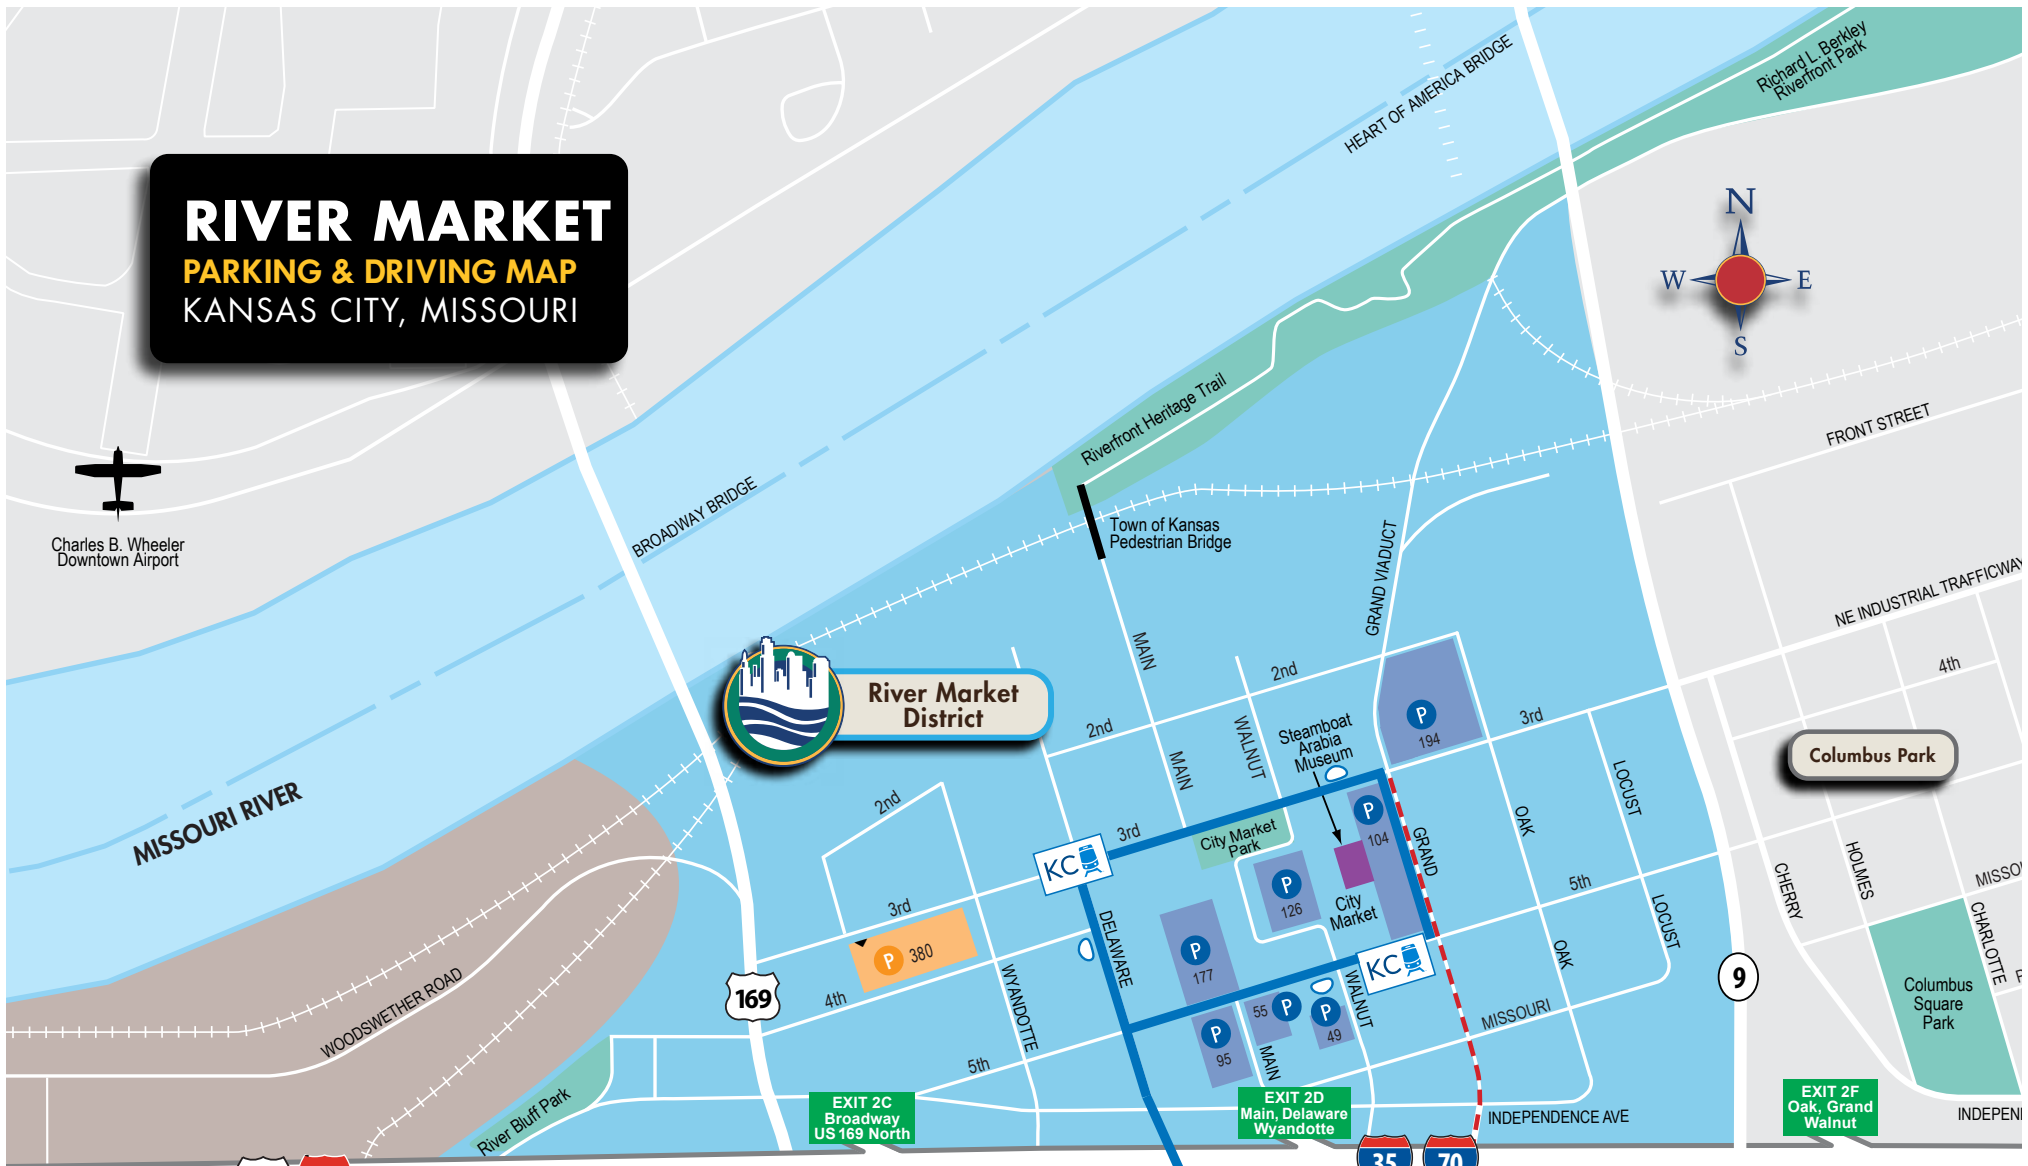 RIVER MARKET
PARKING & DRIVING MAP
KANSAS CITY, MISSOURI
Richard L. Berkley
Riverfront Park
HEART OF AMERICA BRIDGE
N
W
E
S
Riverfront Heritage Trail
FRONT STREET
BROADWAY BRIDGE
Charles B. Wheeler
Downtown Airport
Town of Kansas
Pedestrian Bridge
GRAND VIADUCT
NE INDUSTRIAL TRAFFICWAY
MAIN
2nd
4th
River Market
District
2nd
WALNUT
Steamboat
Arabia
Museum
P
194
3rd
Columbus Park
MAIN
LOCUST
2nd
MISSOURI RIVER
3rd
City Market
Park
P
104
GRAND
OAK
KC
HOLMES
CHERRY
MISSOU
5th
P
126
City
Market
3rd
P
380
DELAWARE
P
177
KC
LOCUST
CHARLOTTE
OAK
WYANDOTTE
169
4th
WALNUT
9
Columbus
Square
Park
WOODSWETHER ROAD
55
P
P
49
MISSOURI
P
95
MAIN
5th
River Bluff Park
EXIT 2C
Broadway
US 169 North
EXIT 2D
Main, Delaware
Wyandotte
INDEPENDENCE AVE
EXIT 2F
Oak, Grand
Walnut
INDEPEN
35
70